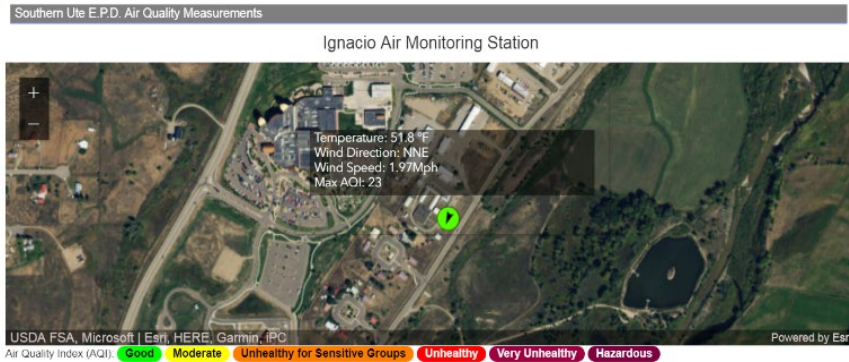 Southern Ute E.P.D. Air Quality Measurements
Ignacio Air Monitoring Station
+
−
Temperature: 51.8 °F
Wind Direction: NNE
Wind Speed: 1.97Mph
Max AQI: 23
USDA FSA, Microsoft | Esri, HERE, Garmin, iPC
Powered by Esr
Air Quality Index (AQI): Good Moderate Unhealthy for Sensitive Groups Unhealthy Very Unhealthy Hazardous